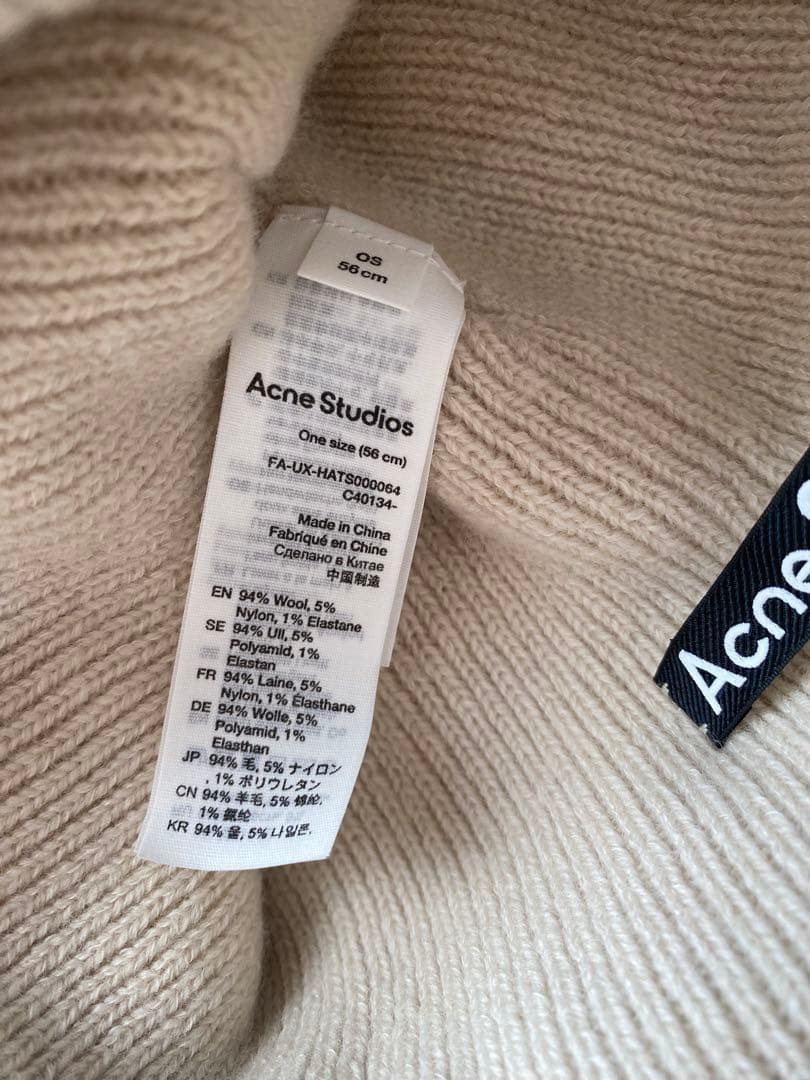 OS
56 cm
Acne Studios
One size (56 cm)
FA-UX-HATS000064
C40134-
Made in China
Fabriqué en Chine
Сделано в Китае
中国制造
EN 94% Wool, 5%
Nylon, 1% Elastane
SE 94% Ull, 5%
Polyamid, 1%
Elastan
FR 94% Laine, 5%
Nylon, 1% Élasthane
DE 94% Wolle, 5%
Polyamid, 1%
Elasthan
JP 94% 毛, 5% ナイロン
, 1% ポリウレタン
CN 94% 羊毛, 5% 锦纶,
1% 氨纶
KR 94% 울, 5% 나일론,
Acne